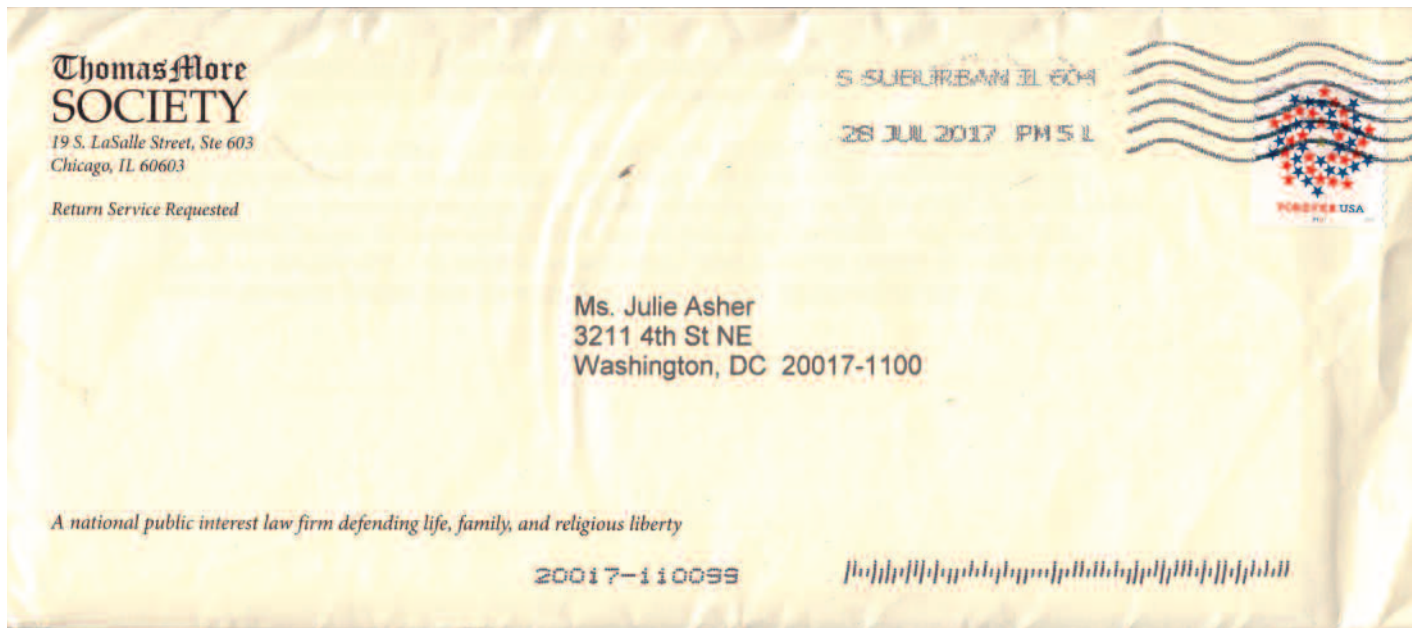 Thomas More
SOCIETY
19 S. LaSalle Street, Ste 603
Chicago, IL 60603
Return Service Requested
S SUBURBAN IL 604
28 JUL 2017 PM 5 L
FOREVER USA
Ms. Julie Asher
3211 4th St NE
Washington, DC 20017-1100
A national public interest law firm defending life, family, and religious liberty
20017-110099